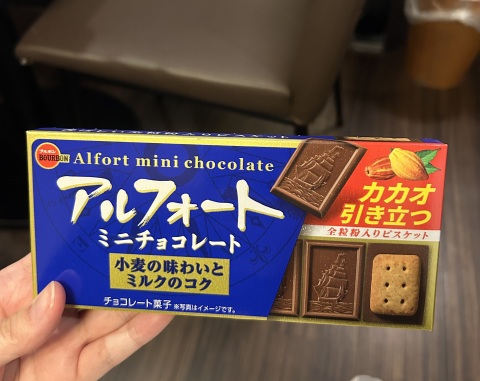 ブルボン
BOURBON
Alfort mini chocolate
アルフォート
ミニチョコレート
小麦の味わいと
ミルクのコク
チョコレート菓子 ※写真はイメージです。
カカオ
引き立つ
全粒粉入りビスケット